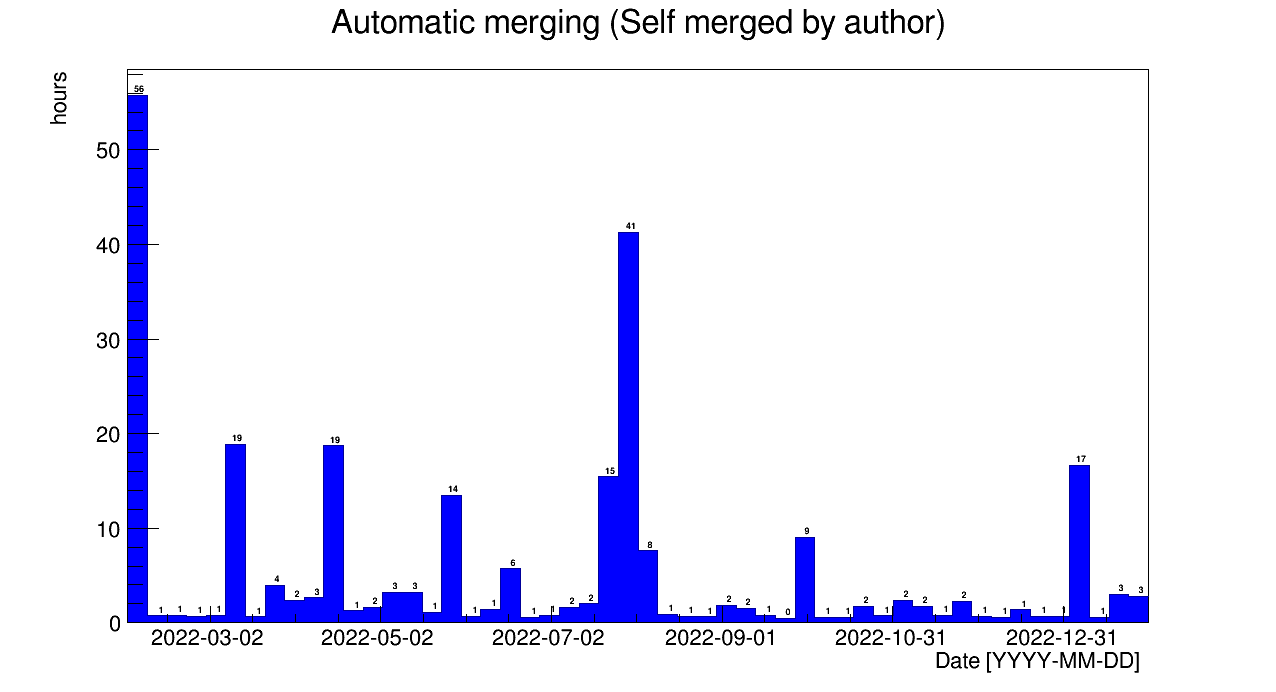 Automatic merging (Self merged by author)
hours
56
50
40
30
20
10
0
1 1 1 1 19 1 4 2 3 19 1 2 3 3 1 14 1 1 6 1 1 2 2 15 41 8 1 1 1 2 2 1 0 9 1 1 2 1 2 2 1 2 1 1 1 1 1 17 1 3 3
2022-03-02 2022-05-02 2022-07-02 2022-09-01 2022-10-31 2022-12-31
Date [YYYY-MM-DD]